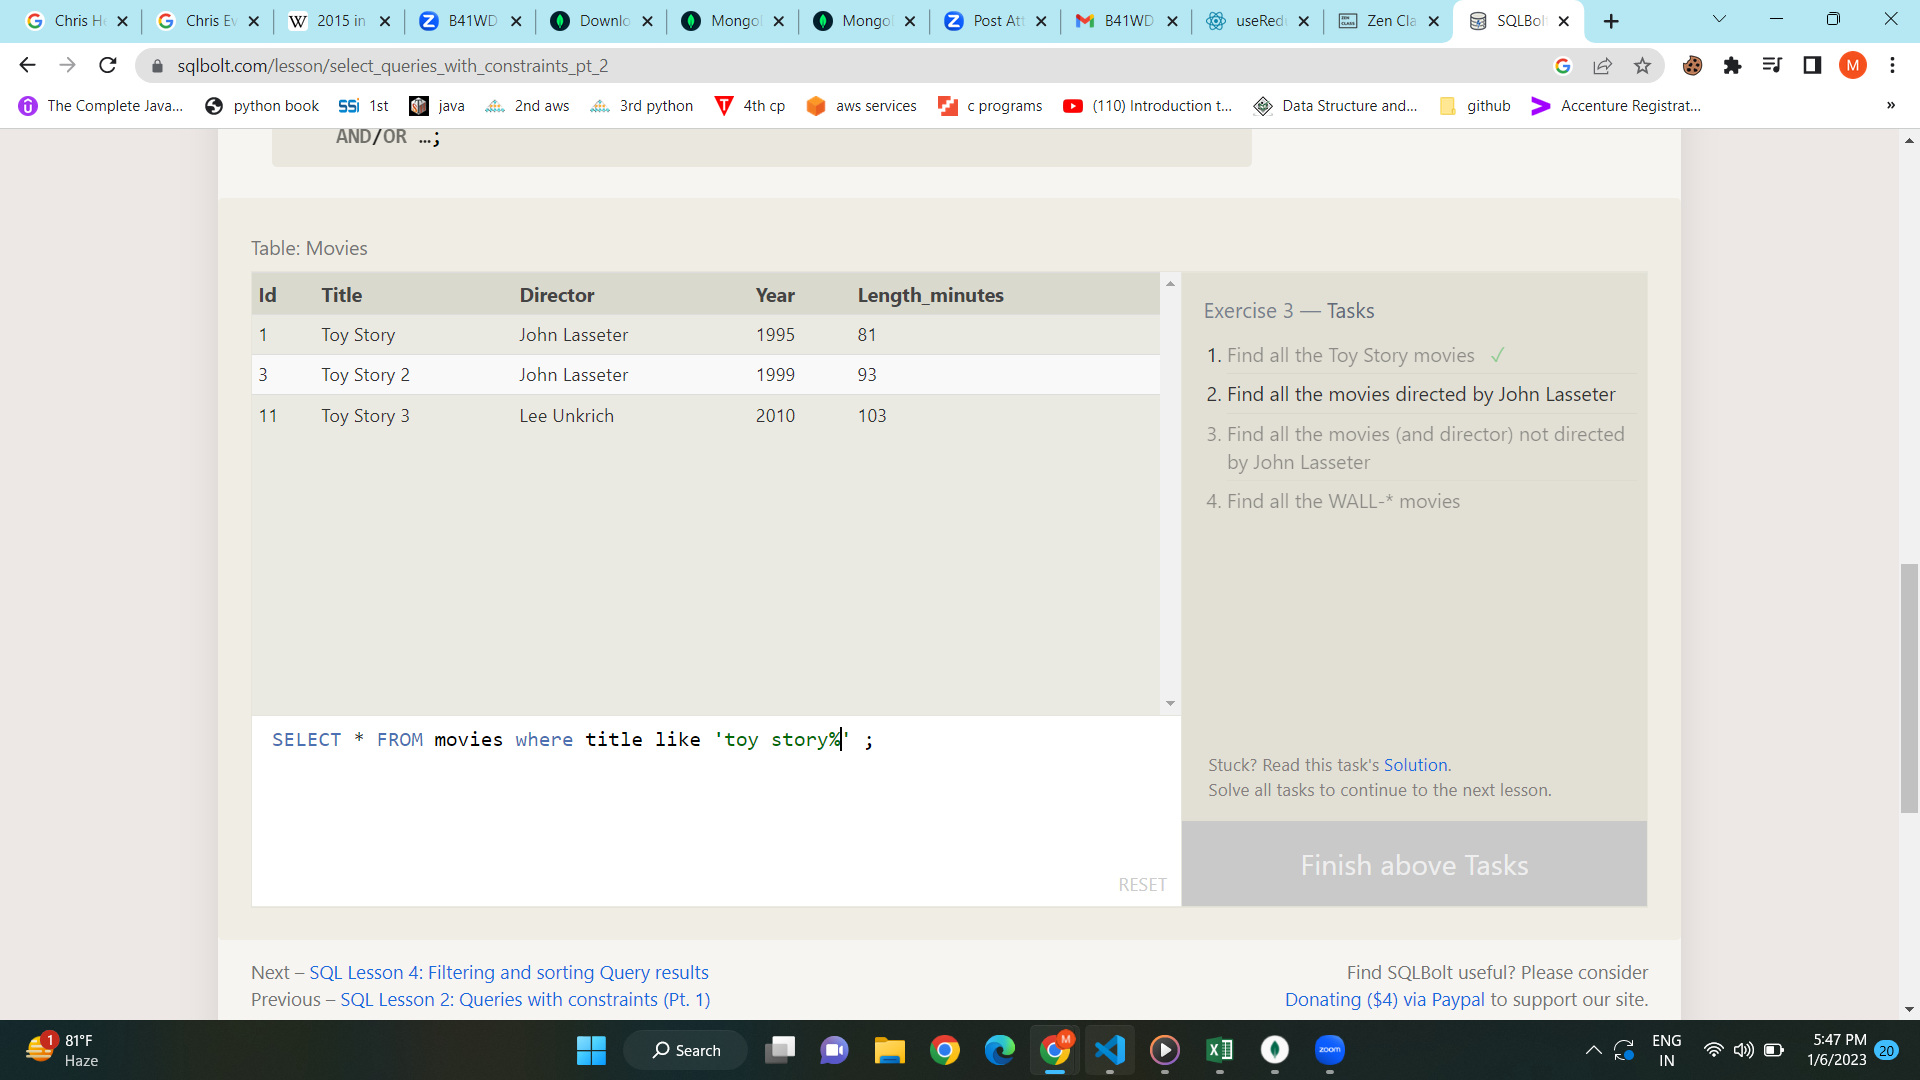 Chris He
Chris Ev
2015 in
B41WD
Downlo
Mongo
Mongo
Post Att
B41WD
useRed
Zen Cla
SQLBol
sqlbolt.com/lesson/select_queries_with_constraints_pt_2
M
The Complete Java...
python book
SSi 1st
java
2nd aws
3rd python
4th cp
aws services
c programs
(110) Introduction t...
Data Structure and...
github
Accenture Registrat...
»
AND/OR …;
Table: Movies
Id Title Director Year Length_minutes
1 Toy Story John Lasseter 1995 81
3 Toy Story 2 John Lasseter 1999 93
11 Toy Story 3 Lee Unkrich 2010 103
Exercise 3 — Tasks
1. Find all the Toy Story movies ✓
2. Find all the movies directed by John Lasseter
3. Find all the movies (and director) not directed
by John Lasseter
4. Find all the WALL-* movies
SELECT * FROM movies where title like 'toy story%' ;
RESET
Stuck? Read this task's Solution.
Solve all tasks to continue to the next lesson.
Finish above Tasks
Next – SQL Lesson 4: Filtering and sorting Query results
Previous – SQL Lesson 2: Queries with constraints (Pt. 1)
Find SQLBolt useful? Please consider
Donating ($4) via Paypal to support our site.
1
81°F
Haze
Search
M
zoom
ENG
IN
5:47 PM
1/6/2023
20